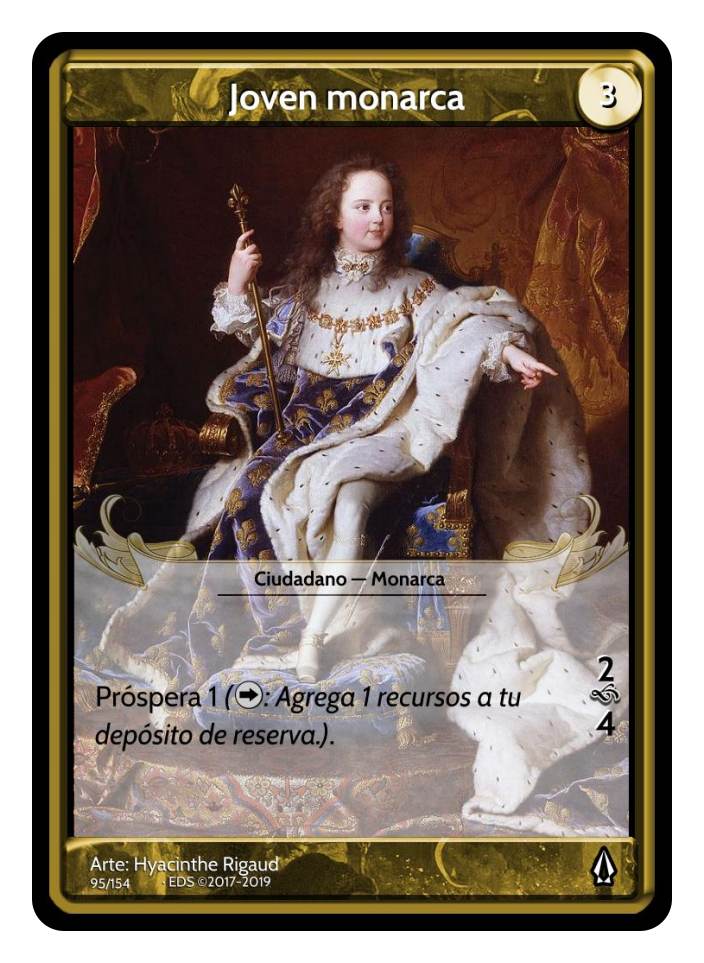 Joven monarca
3
Ciudadano — Monarca
Próspera 1 (➡: Agrega 1 recursos a tu
depósito de reserva.).
2
4
Arte: Hyacinthe Rigaud
95/154 · EDS ©2017-2019